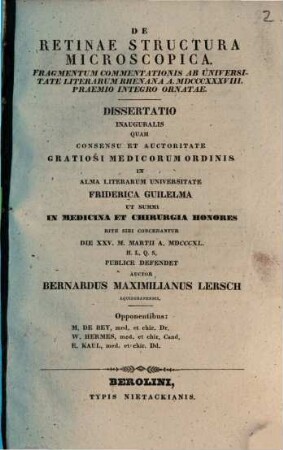 2
DE
RETINAE STRUCTURA
MICROSCOPICA.
FRAGMENTUM COMMENTATIONIS AB UNIVERSI-
TATE LITERARUM RHENANA A. MDCCCXXXVIII.
PRAEMIO INTEGRO ORNATAE.
DISSERTATIO
INAUGURALIS
QUAM
CONSENSU ET AUCTORITATE
GRATIOSI MEDICORUM ORDINIS
IN
ALMA LITERARUM UNIVERSITATE
FRIDERICA GUILELMA
UT SUMMI
IN MEDICINA ET CHIRURGIA HONORES
RITE SIBI CONCEDANTUR
DIE XXV. M. MARTII A. MDCCCXL.
H. L. Q. S.
PUBLICE DEFENDET
AUCTOR
BERNARDUS MAXIMILIANUS LERSCH
AQUISGRANENSIS.
Opponentibus:
M. DE REY, med. et chir. Dr.
W. HERMES, med. et chir. Cand.
E. KAUL, med. et chir. Dd.
BEROLINI,
TYPIS NIETACKIANIS.